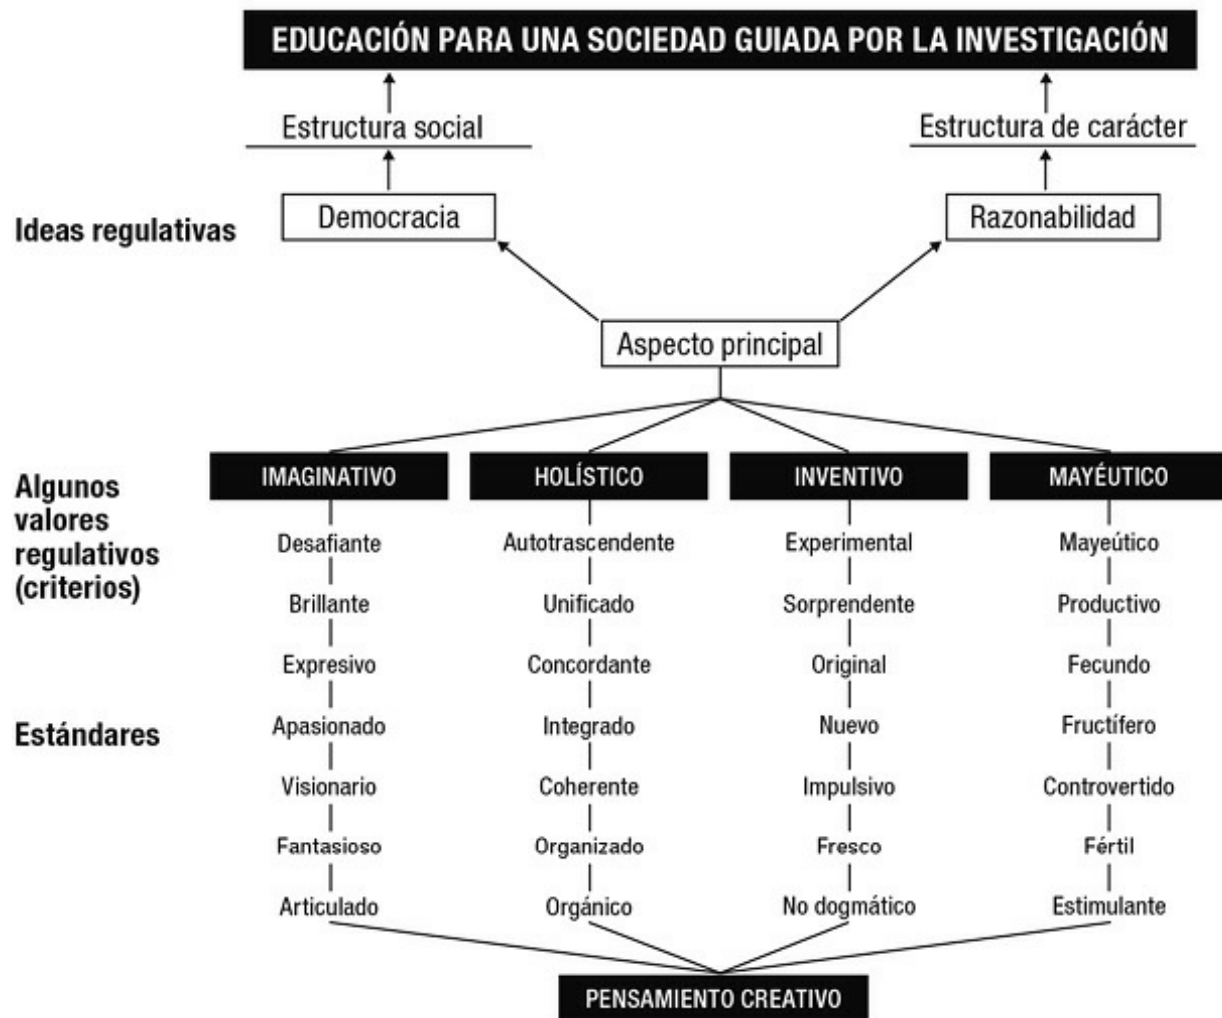 EDUCACIÓN PARA UNA SOCIEDAD GUIADA POR LA INVESTIGACIÓN
Estructura social
Estructura de carácter
Ideas regulativas
Democracia
Razonabilidad
Aspecto principal
Algunos
valores
regulativos
(criterios)
IMAGINATIVO
HOLÍSTICO
INVENTIVO
MAYÉUTICO
Desafiante
Autotrascendente
Experimental
Mayeútico
Brillante
Unificado
Sorprendente
Productivo
Expresivo
Concordante
Original
Fecundo
Estándares
Apasionado
Integrado
Nuevo
Fructífero
Visionario
Coherente
Impulsivo
Controvertido
Fantasioso
Organizado
Fresco
Fértil
Articulado
Orgánico
No dogmático
Estimulante
PENSAMIENTO CREATIVO